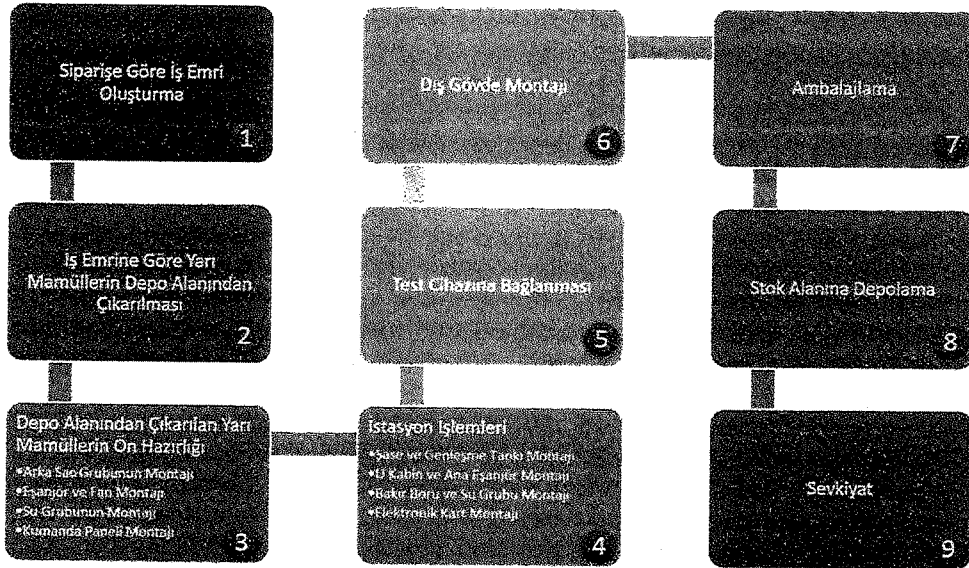 Siparişe Göre İş Emri
Oluşturma
1
İş Emrine Göre Yarı
Mamüllerin Depo Alanından
Çıkarılması
2
Depo Alanından Çıkarılan Yarı
Mamüllerin Ön Hazırlığı
•Arka Sac Grubunun Montajı
•Eşanjör ve Fan Montajı
•Su Grubunun Montajı
•Kumanda Paneli Montajı
3
İstasyon İşlemleri
•Şase ve Genleşme Tankı Montajı
•U Kabin ve Ana Eşanjör Montajı
•Bakır Boru ve Su Grubu Montajı
•Elektronik Kart Montajı
4
Test Cihazına Bağlanması
5
Dış Gövde Montajı
6
Ambalajlama
7
Stok Alanına Depolama
8
Sevkiyat
9